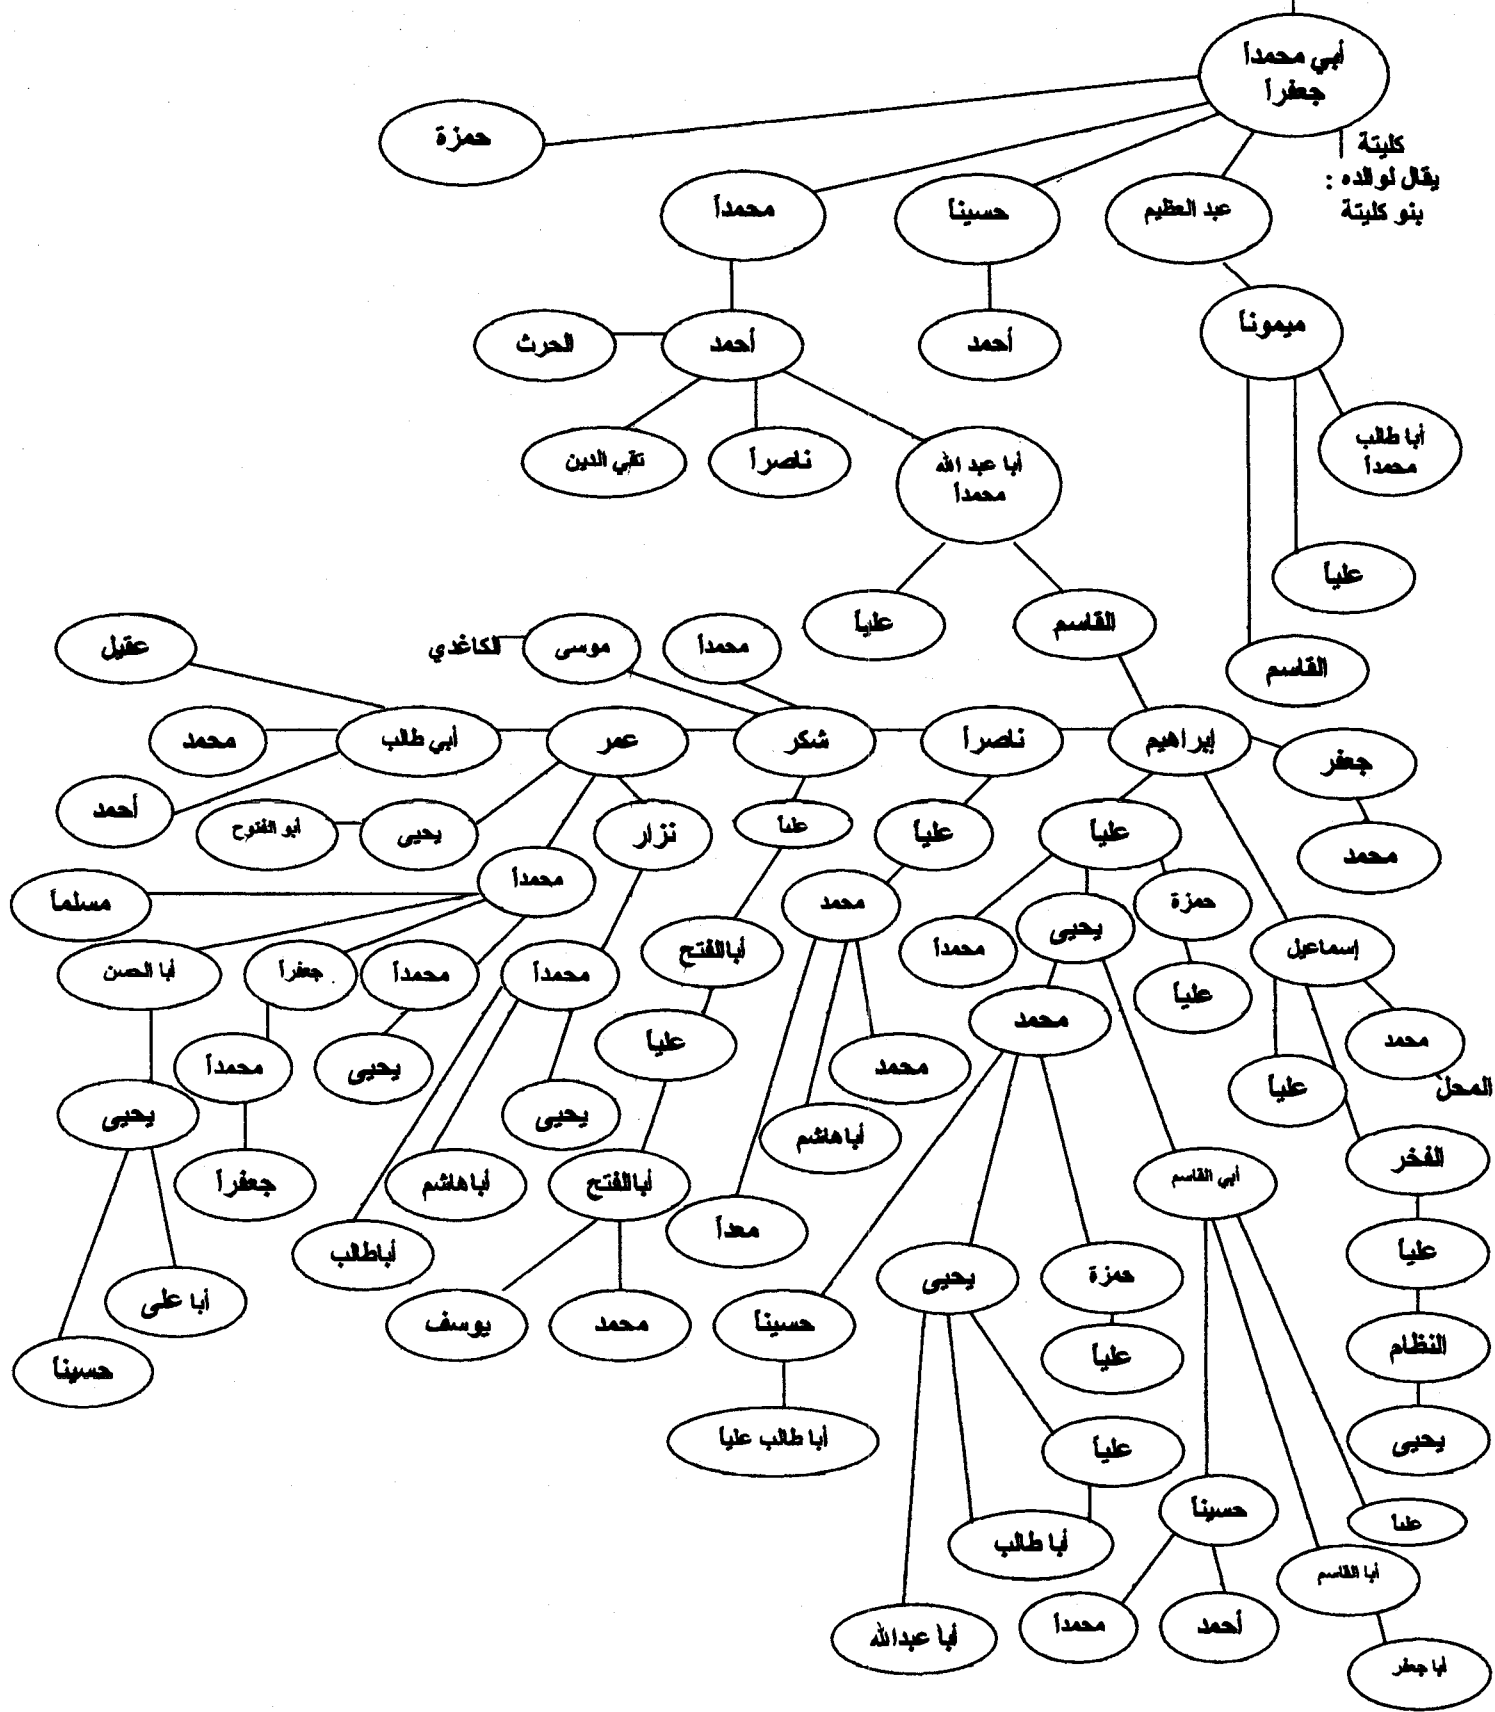 أبي محمداً
جعفراً
كليتة
يقال لوالده :
بنو كليتة
حمزة
محمداً
حسيناً
عبد العظيم
ميموناً
أحمد
أحمد
الحرث
أبا طالب
محمداً
أبا عبد الله
محمداً
ناصراً
تقي الدين
علياً
القاسم
القاسم
علياً
محمداً
موسى
الكاغدي
عقيل
جعفر
إبراهيم
ناصراً
شكر
عمر
أبي طالب
محمد
أحمد
محمد
علياً
علياً
علياً
نزار
يحيى
أبو الفتوح
إسماعيل
حمزة
يحيى
محمداً
محمد
أباالفتح
محمداً
مسلماً
محمداً
محمداً
جعفراً
أبا الحسن
محمد
المحل
علياً
علياً
محمد
محمد
أباهاشم
علياً
يحيى
يحيى
محمداً
يحيى
الفخر
أبي القاسم
معداً
أباالفتح
أباهاشم
جعفراً
أباطالب
علياً
حمزة
يحيى
حسيناً
محمد
يوسف
أبا على
حسيناً
النظام
علياً
يحيى
علياً
أبا طالب علياً
علياً
حسيناً
أبا طالب
أبا القاسم
أحمد
محمداً
أبا عبدالله
أبا جعفر